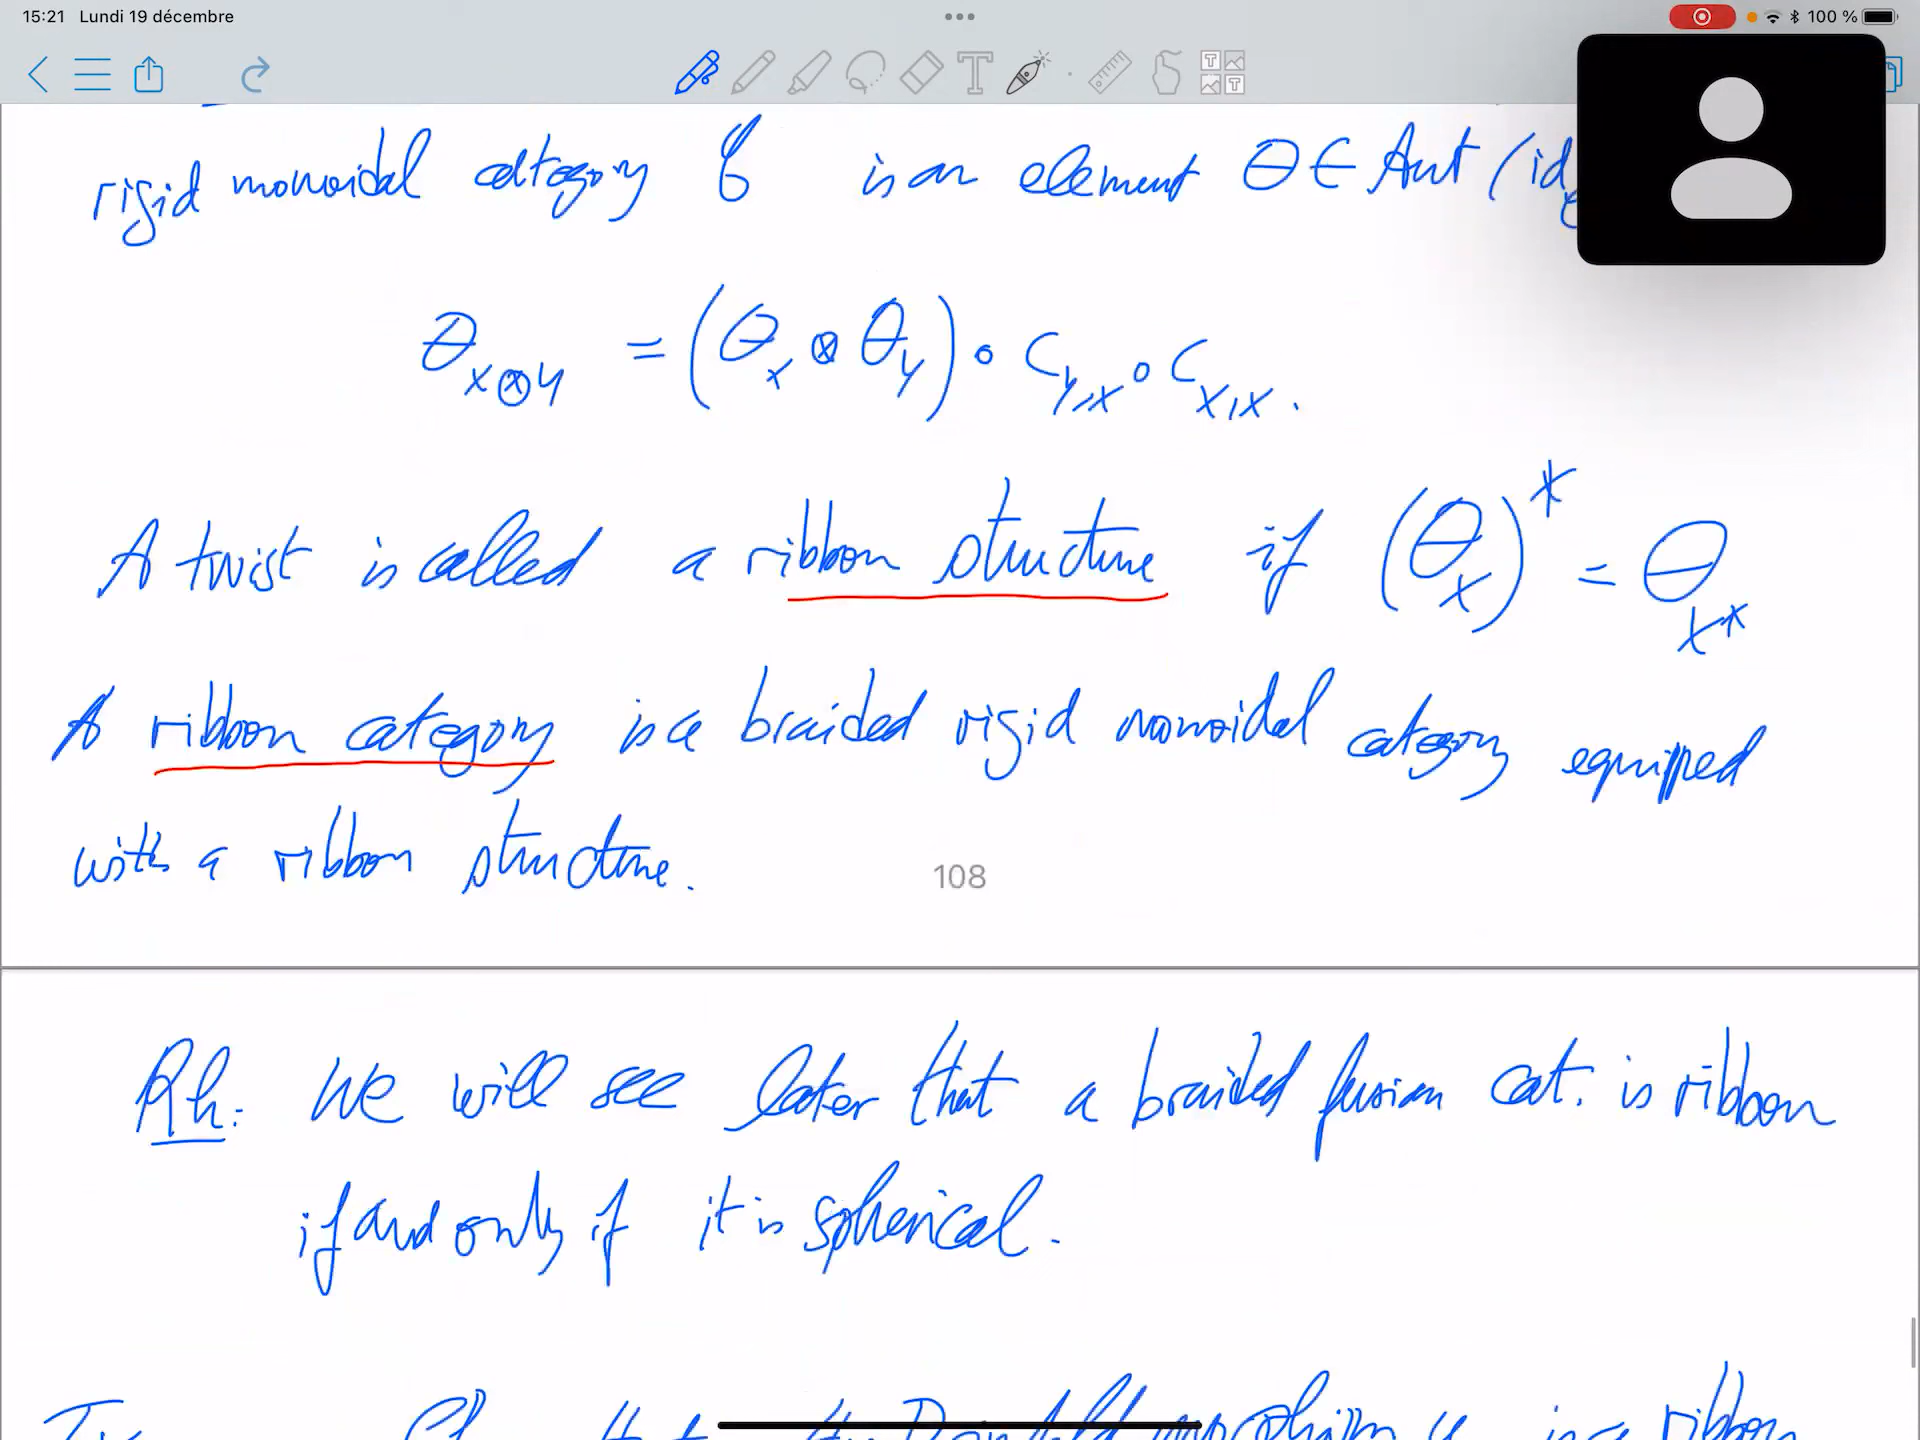 15:21 Lundi 19 décembre
100 %
rigid monoidal category 𝒞 is an element θ ∈ Aut (id
θ_{X⊗Y} = (θ_X ⊗ θ_Y) ∘ C_{Y,X} ∘ C_{X,X}.
A twist is called a ribbon structure if (θ_X)^* = θ_{X^*}
A ribbon category is a braided rigid monoidal category equipped
with a ribbon structure.
108
Rk: We will see later that a braided fusion cat. is ribbon
if and only if it is spherical.
in a ribbon